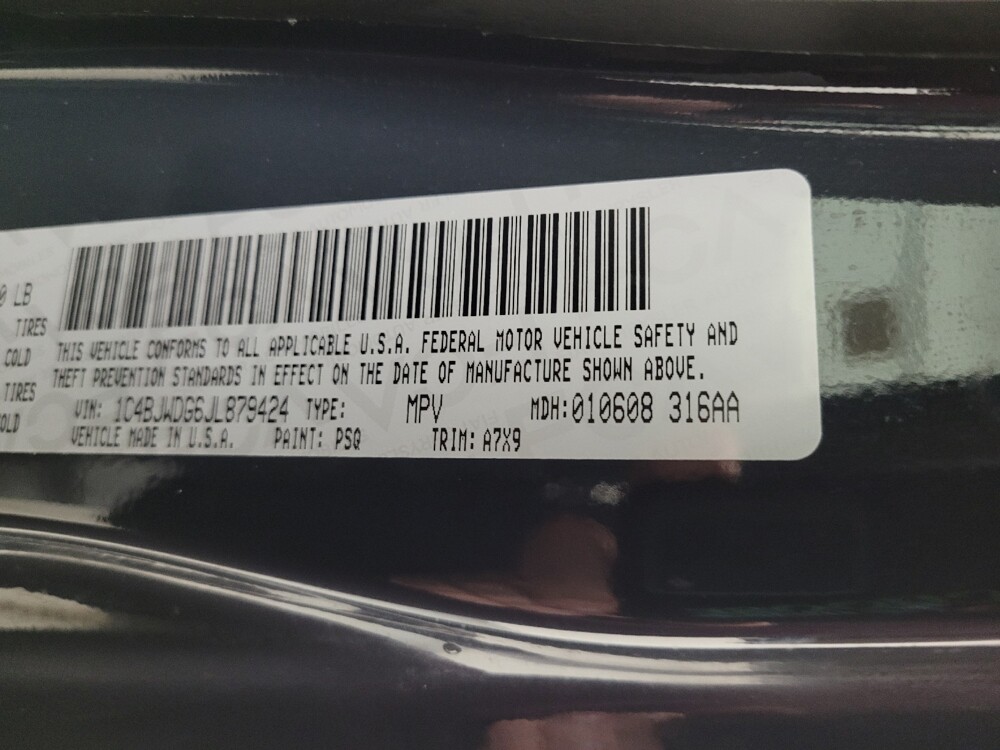 0 LB
TIRES
COLD
TIRES
OLD
THIS VEHICLE CONFORMS TO ALL APPLICABLE U.S.A. FEDERAL MOTOR VEHICLE SAFETY AND
THEFT PREVENTION STANDARDS IN EFFECT ON THE DATE OF MANUFACTURE SHOWN ABOVE.
VIN: 1C4BJWDG6JL879424 TYPE: MPV MDH:010608 316AA
VEHICLE MADE IN U.S.A. PAINT: PSQ TRIM: A7X9